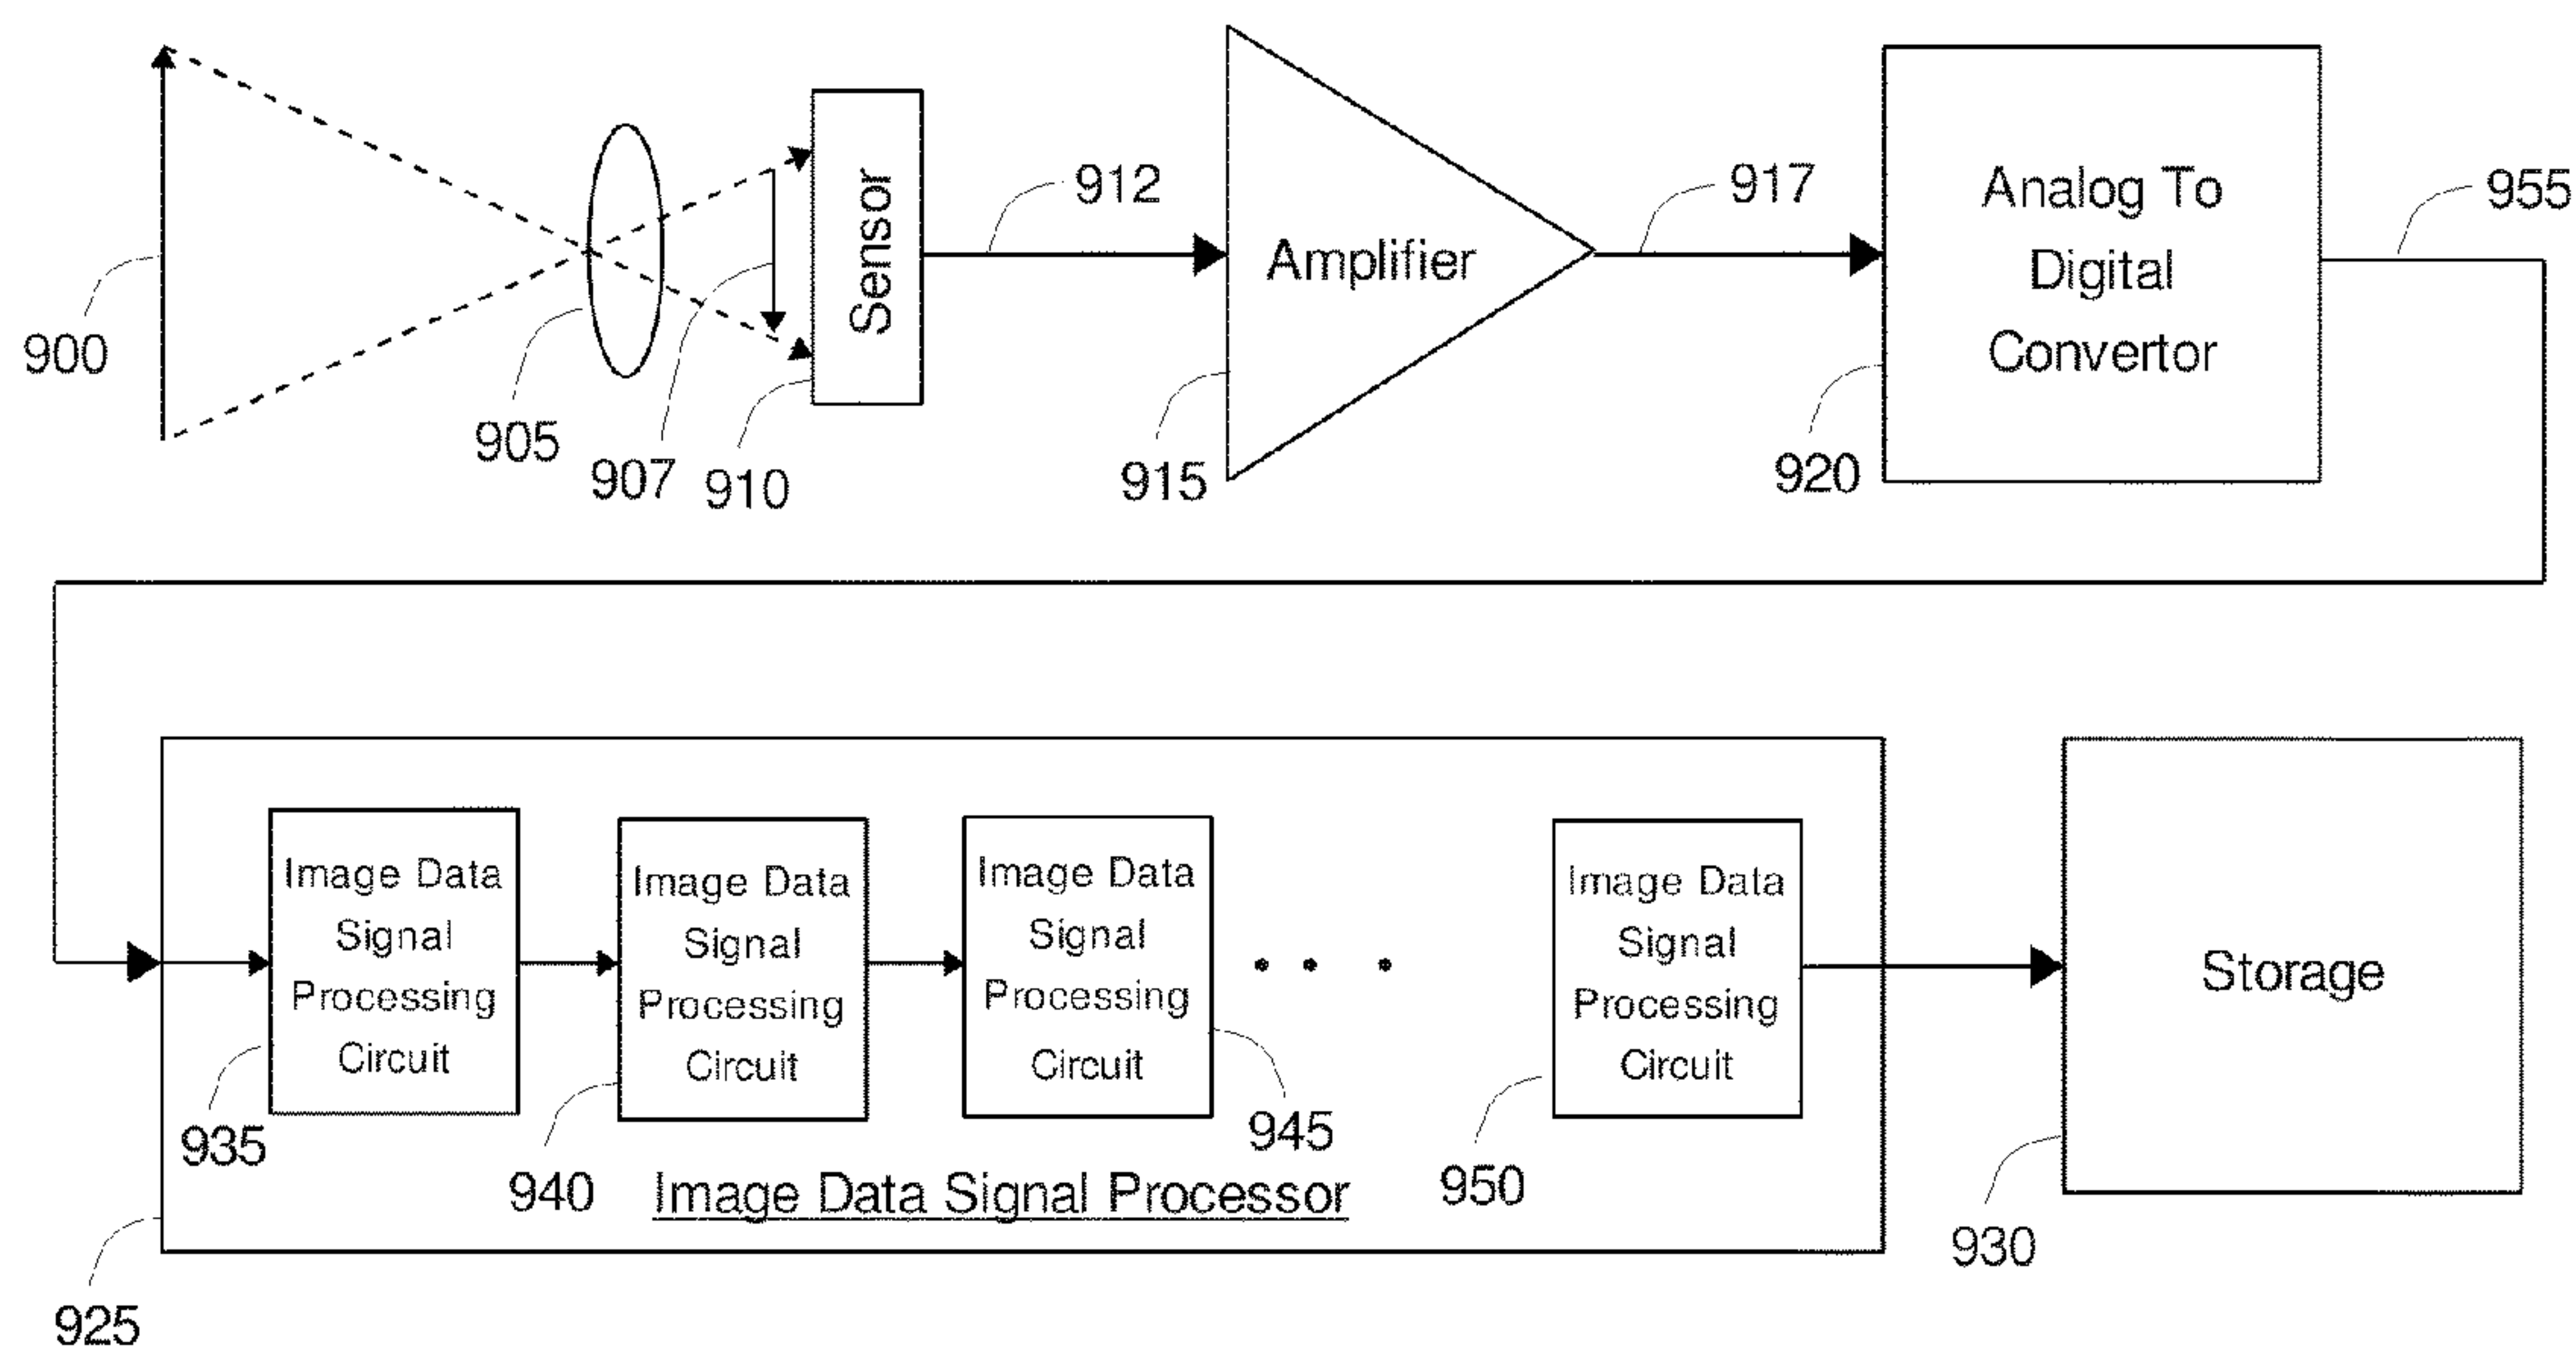 912
917
955
Sensor
Amplifier
Analog To
Digital
Convertor
900
905
907
910
915
920
Image Data
Signal
Processing
Circuit
Image Data
Signal
Processing
Circuit
Image Data
Signal
Processing
Circuit
Image Data
Signal
Processing
Circuit
Storage
935
940
945
950
Image Data Signal Processor
930
925